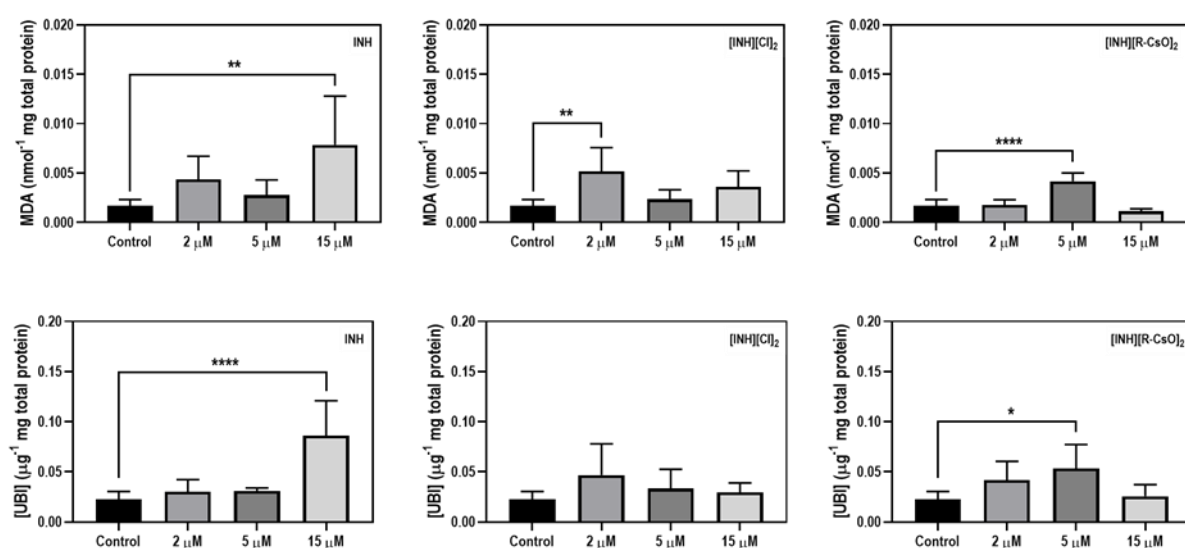 MDA (nmol⁻¹ mg total protein)
0.020
0.015
0.010
0.005
0.000
INH
**
Control 2 μM 5 μM 15 μM
MDA (nmol⁻¹ mg total protein)
0.020
0.015
0.010
0.005
0.000
[INH][Cl]₂
**
Control 2 μM 5 μM 15 μM
MDA (nmol⁻¹ mg total protein)
0.020
0.015
0.010
0.005
0.000
[INH][R-CsO]₂
****
Control 2 μM 5 μM 15 μM
[UBI] (μg⁻¹ mg total protein)
0.20
0.15
0.10
0.05
0.00
INH
****
Control 2 μM 5 μM 15 μM
[UBI] (μg⁻¹ mg total protein)
0.20
0.15
0.10
0.05
0.00
[INH][Cl]₂
Control 2 μM 5 μM 15 μM
[UBI] (μg⁻¹ mg total protein)
0.20
0.15
0.10
0.05
0.00
[INH][R-CsO]₂
*
Control 2 μM 5 μM 15 μM